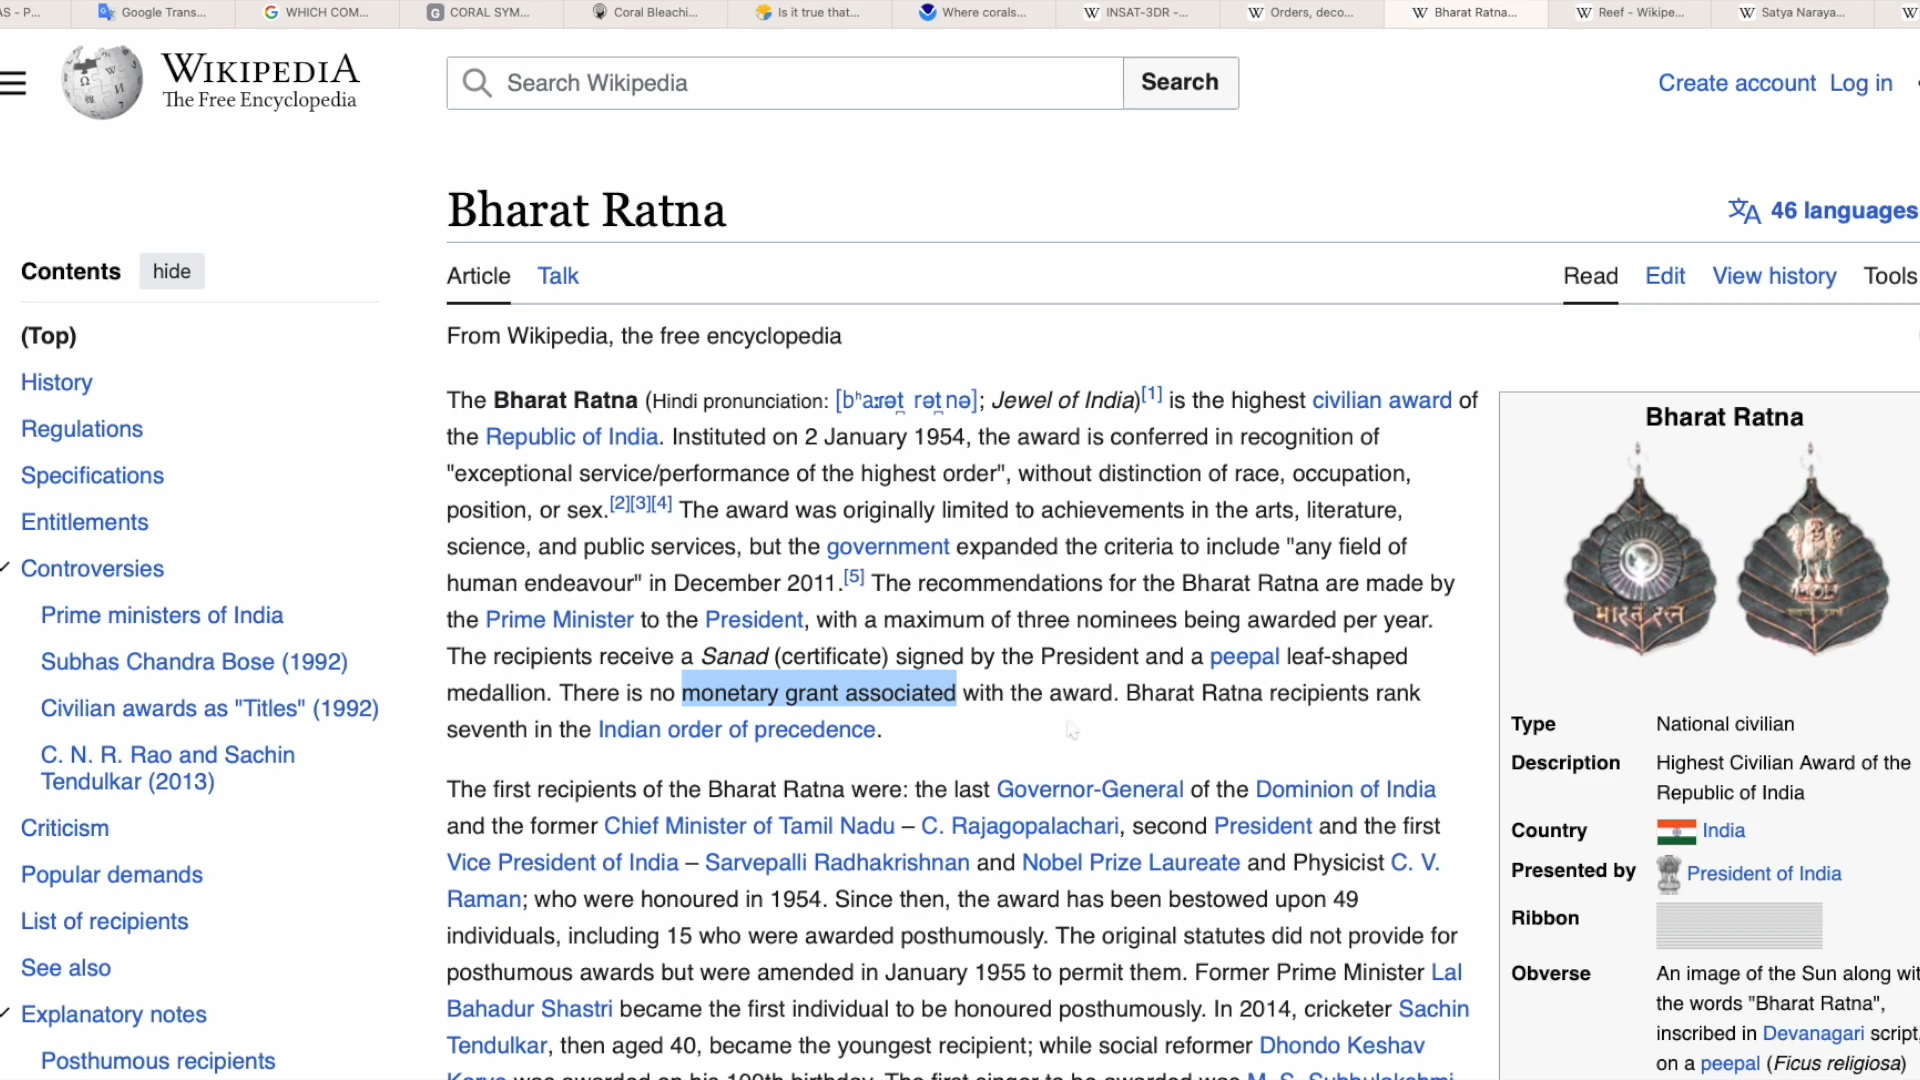 Google Trans...
WHICH COM...
CORAL SYM...
Coral Bleachi...
Is it true that...
Where corals...
INSAT-3DR -...
Orders, deco...
Bharat Ratna...
Reef - Wikipe...
Satya Naraya...
WIKIPEDIA
The Free Encyclopedia
Search Wikipedia
Search
Create account
Log in
Bharat Ratna
46 languages
Contents
hide
Article
Talk
Read
Edit
View history
Tools
(Top)
History
Regulations
Specifications
Entitlements
Controversies
Prime ministers of India
Subhas Chandra Bose (1992)
Civilian awards as "Titles" (1992)
C. N. R. Rao and Sachin
Tendulkar (2013)
Criticism
Popular demands
List of recipients
See also
Explanatory notes
Posthumous recipients
From Wikipedia, the free encyclopedia
The Bharat Ratna (Hindi pronunciation: [bʱaːrət̪ rət̪nə]; Jewel of India)[1] is the highest civilian award of
the Republic of India. Instituted on 2 January 1954, the award is conferred in recognition of
"exceptional service/performance of the highest order", without distinction of race, occupation,
position, or sex.[2][3][4] The award was originally limited to achievements in the arts, literature,
science, and public services, but the government expanded the criteria to include "any field of
human endeavour" in December 2011.[5] The recommendations for the Bharat Ratna are made by
the Prime Minister to the President, with a maximum of three nominees being awarded per year.
The recipients receive a Sanad (certificate) signed by the President and a peepal leaf-shaped
medallion. There is no monetary grant associated with the award. Bharat Ratna recipients rank
seventh in the Indian order of precedence.
The first recipients of the Bharat Ratna were: the last Governor-General of the Dominion of India
and the former Chief Minister of Tamil Nadu – C. Rajagopalachari, second President and the first
Vice President of India – Sarvepalli Radhakrishnan and Nobel Prize Laureate and Physicist C. V.
Raman; who were honoured in 1954. Since then, the award has been bestowed upon 49
individuals, including 15 who were awarded posthumously. The original statutes did not provide for
posthumous awards but were amended in January 1955 to permit them. Former Prime Minister Lal
Bahadur Shastri became the first individual to be honoured posthumously. In 2014, cricketer Sachin
Tendulkar, then aged 40, became the youngest recipient; while social reformer Dhondo Keshav
Karve was awarded on his 100th birthday. The first singer to be awarded was M. S. Subbulakshmi
Bharat Ratna
भारत रत्न
Type National civilian
Description Highest Civilian Award of the
Republic of India
Country India
Presented by President of India
Ribbon
Obverse An image of the Sun along
the words "Bharat Ratna",
inscribed in Devanagari script,
on a peepal (Ficus religiosa)